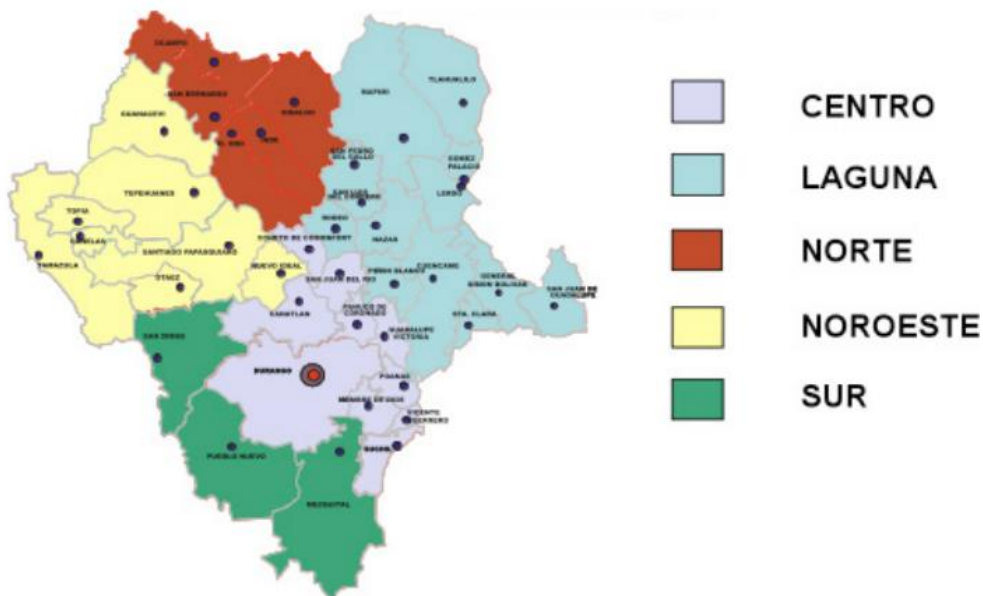 OCAMPO
TLAHUALILO
MAPIMI
SAN BERNARDO
GUANACEVI
HIDALGO
EL ORO
INDE
SAN PEDRO
DEL GALLO
GOMEZ
PALACIO
LERDO
TEPEHUANES
SAN LUIS
DEL CORDERO
TOPIA
RODEO
NAZAS
CANELAS
CONETO DE COMONFORT
SANTIAGO PAPASQUIARO
TAMAZULA
NUEVO IDEAL
SAN JUAN DEL RIO
PEÑON BLANCO
CUENCAME
GENERAL
SIMON BOLIVAR
SAN JUAN DE
GUADALUPE
OTAEZ
CANATLAN
PANUCO DE
CORONADO
STA. CLARA
GUADALUPE
VICTORIA
SAN DIMAS
DURANGO
POANAS
NOMBRE DE DIOS
VICENTE
GUERRERO
SUCHIL
PUEBLO NUEVO
MEZQUITAL
CENTRO
LAGUNA
NORTE
NOROESTE
SUR